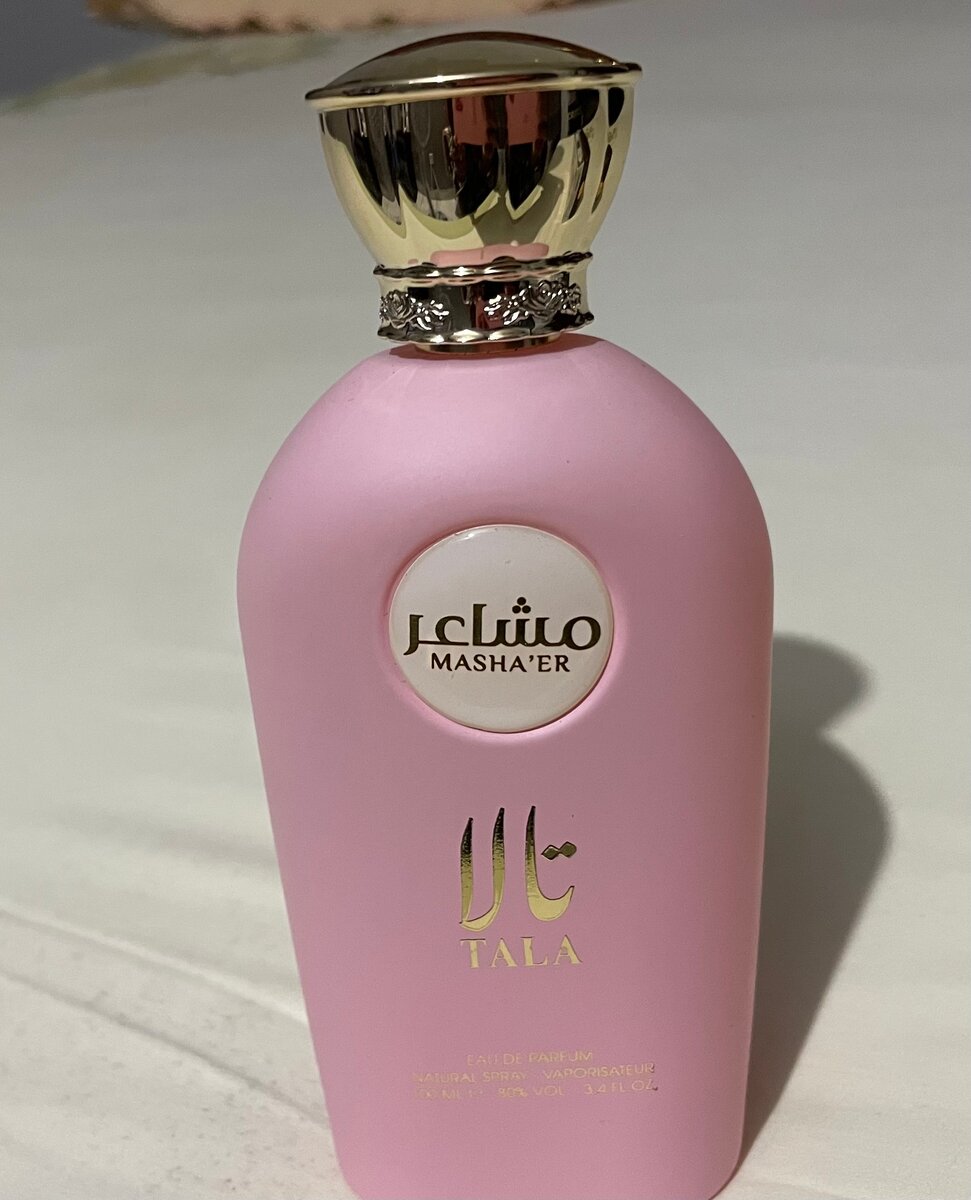 مشاعر
MASHA'ER
تالا
TALA
EAU DE PARFUM
NATURAL SPRAY - VAPORISATEUR
100 ML 80% VOL 3.4 FL OZ.